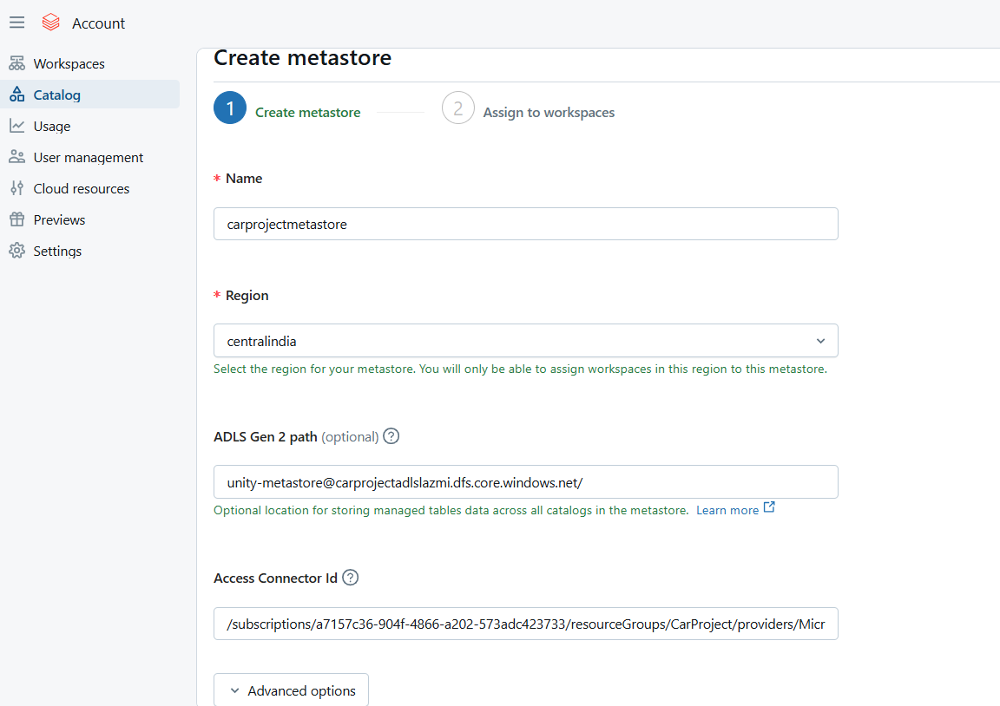 Account
Workspaces
Catalog
Usage
User management
Cloud resources
Previews
Settings
Create metastore
1 Create metastore 2 Assign to workspaces
* Name
carprojectmetastore
* Region
centralindia
Select the region for your metastore. You will only be able to assign workspaces in this region to this metastore.
ADLS Gen 2 path (optional) ?
unity-metastore@carprojectadlslazmi.dfs.core.windows.net/
Optional location for storing managed tables data across all catalogs in the metastore. Learn more
Access Connector Id ?
/subscriptions/a7157c36-904f-4866-a202-573adc423733/resourceGroups/CarProject/providers/Micr
Advanced options